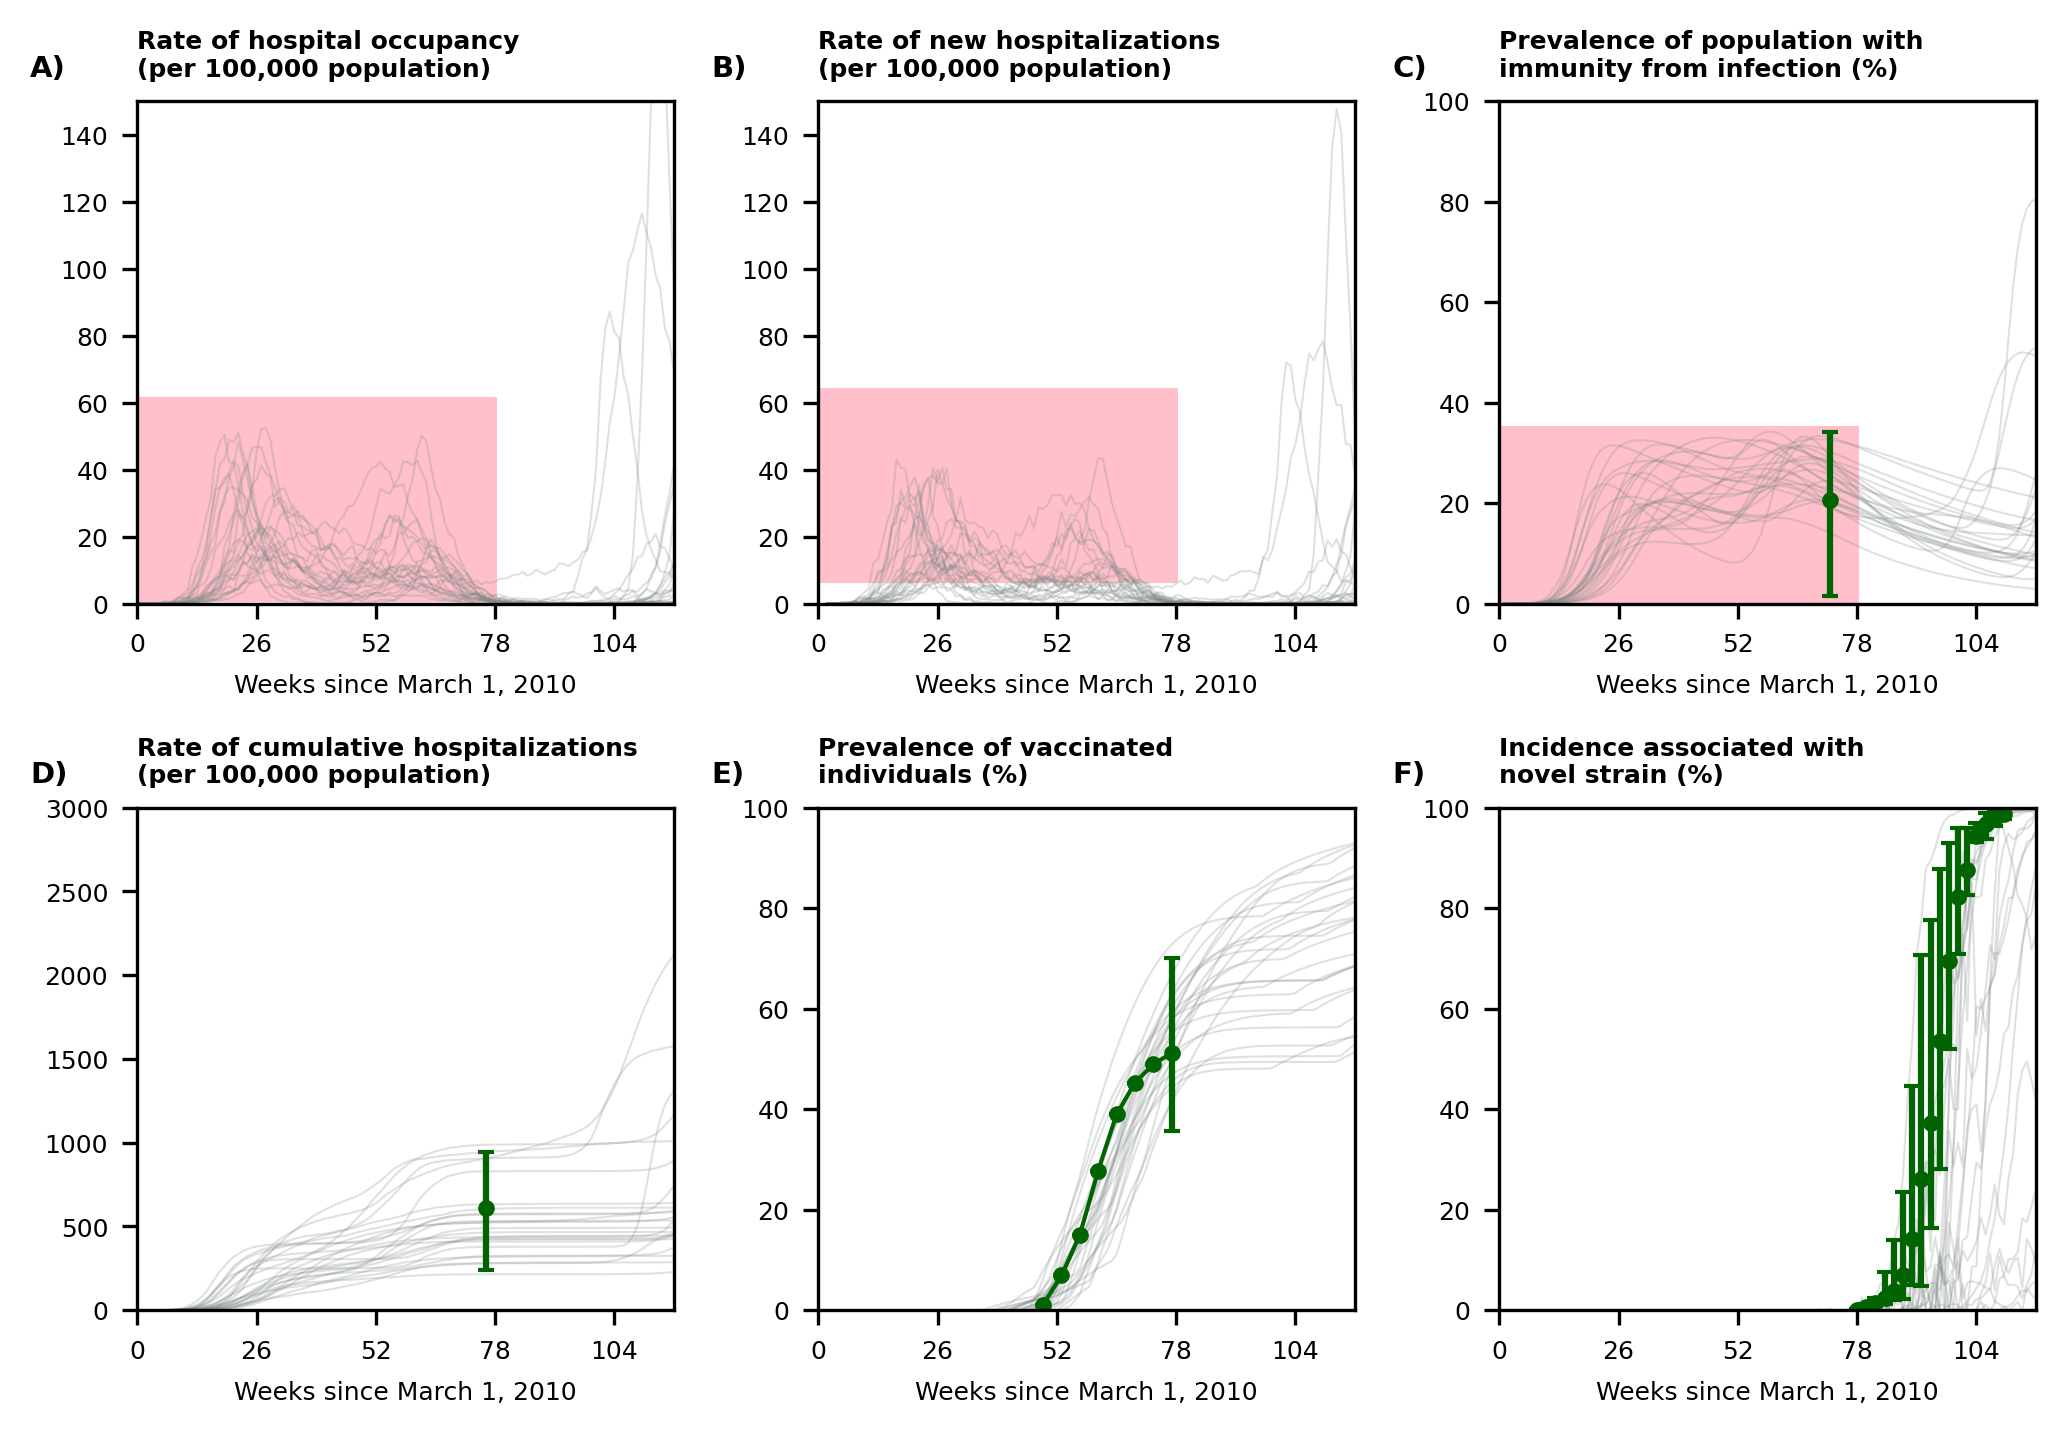 A)
Rate of hospital occupancy
(per 100,000 population)
140
120
100
80
60
40
20
0
0 26 52 78 104
Weeks since March 1, 2010
B)
Rate of new hospitalizations
(per 100,000 population)
140
120
100
80
60
40
20
0
0 26 52 78 104
Weeks since March 1, 2010
C)
Prevalence of population with
immunity from infection (%)
100
80
60
40
20
0
0 26 52 78 104
Weeks since March 1, 2010
D)
Rate of cumulative hospitalizations
(per 100,000 population)
3000
2500
2000
1500
1000
500
0
0 26 52 78 104
Weeks since March 1, 2010
E)
Prevalence of vaccinated
individuals (%)
100
80
60
40
20
0
0 26 52 78 104
Weeks since March 1, 2010
F)
Incidence associated with
novel strain (%)
100
80
60
40
20
0
0 26 52 78 104
Weeks since March 1, 2010